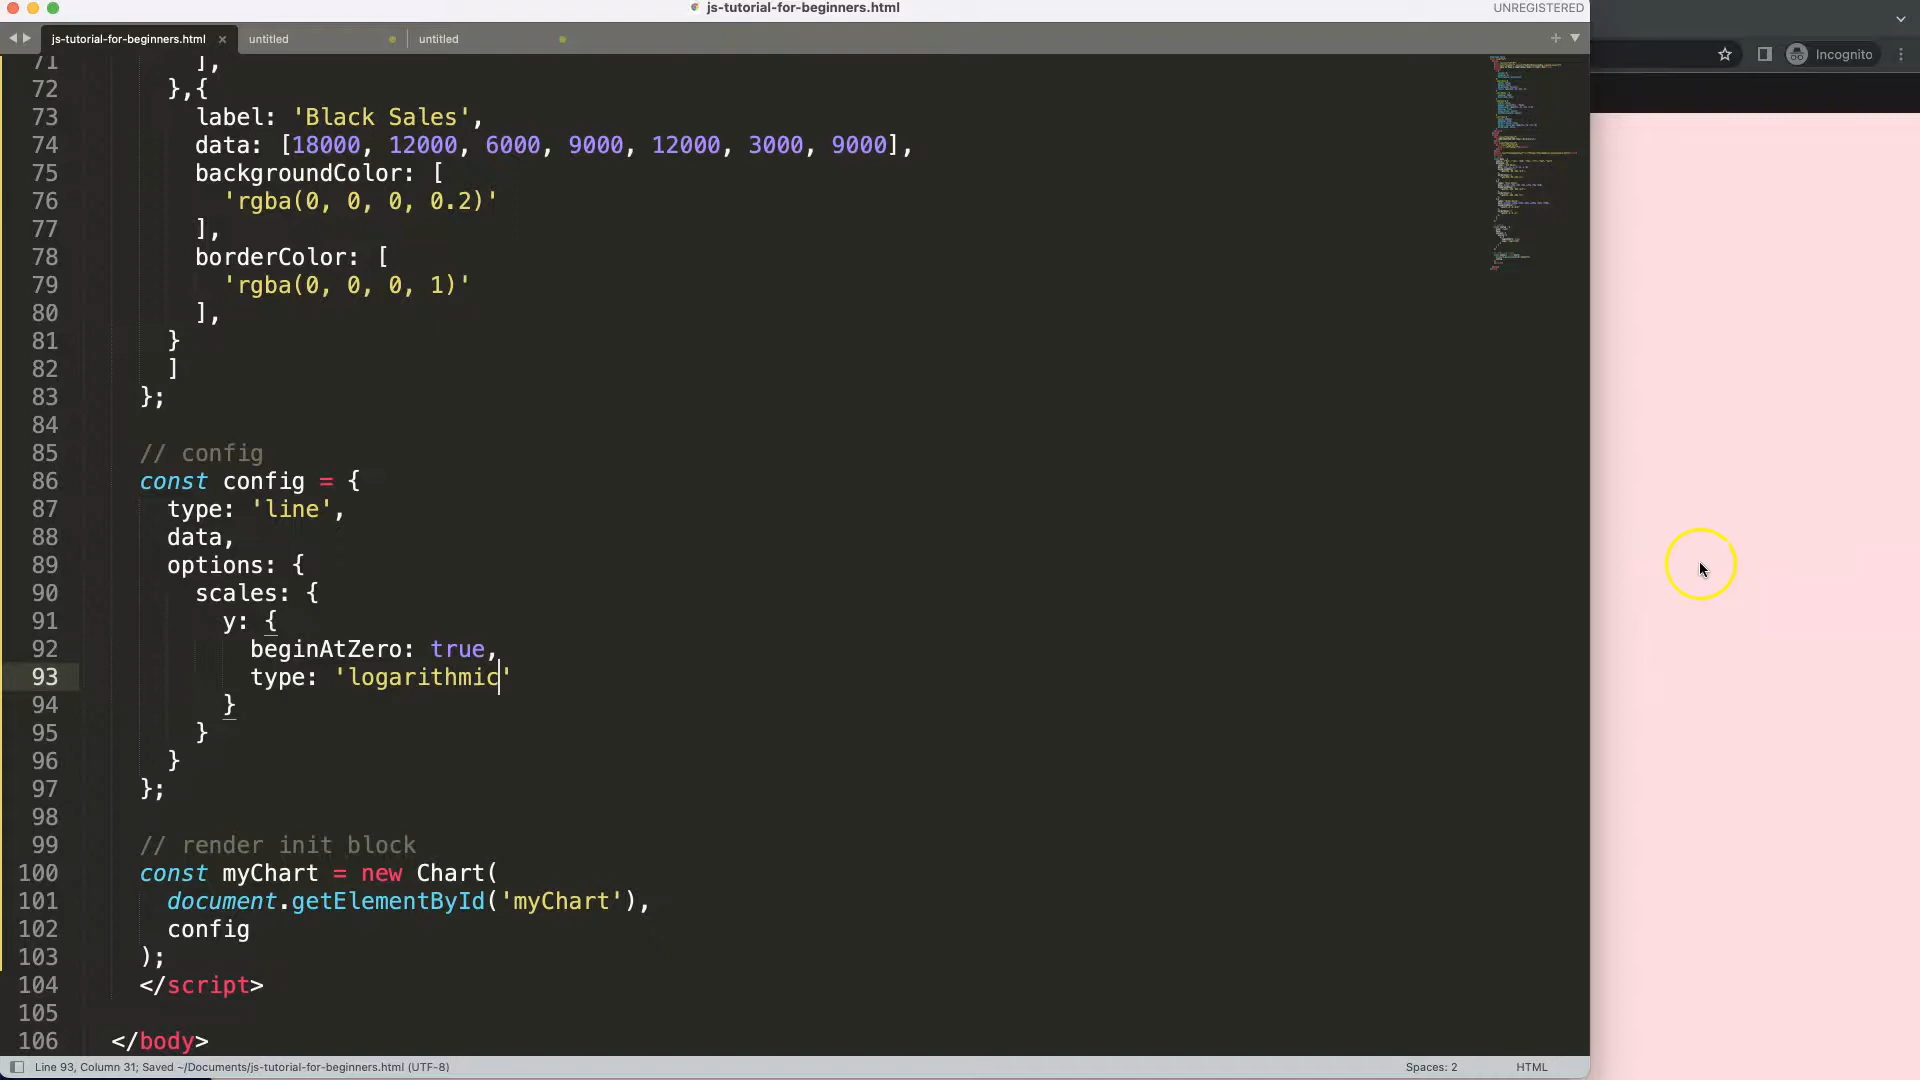 js-tutorial-for-beginners.html
UNREGISTERED
js-tutorial-for-beginners.html ×
untitled
untitled
Incognito
71 ],
72 },{
73 label: 'Black Sales',
74 data: [18000, 12000, 6000, 9000, 12000, 3000, 9000],
75 backgroundColor: [
76 'rgba(0, 0, 0, 0.2)'
77 ],
78 borderColor: [
79 'rgba(0, 0, 0, 1)'
80 ],
81 }
82 ]
83 };
84
85 // config
86 const config = {
87 type: 'line',
88 data,
89 options: {
90 scales: {
91 y: {
92 beginAtZero: true,
93 type: 'logarithmic'
94 }
95 }
96 }
97 };
98
99 // render init block
100 const myChart = new Chart(
101 document.getElementById('myChart'),
102 config
103 );
104 </script>
105
106 </body>
Line 93, Column 31; Saved ~/Documents/js-tutorial-for-beginners.html (UTF-8)
Spaces: 2
HTML